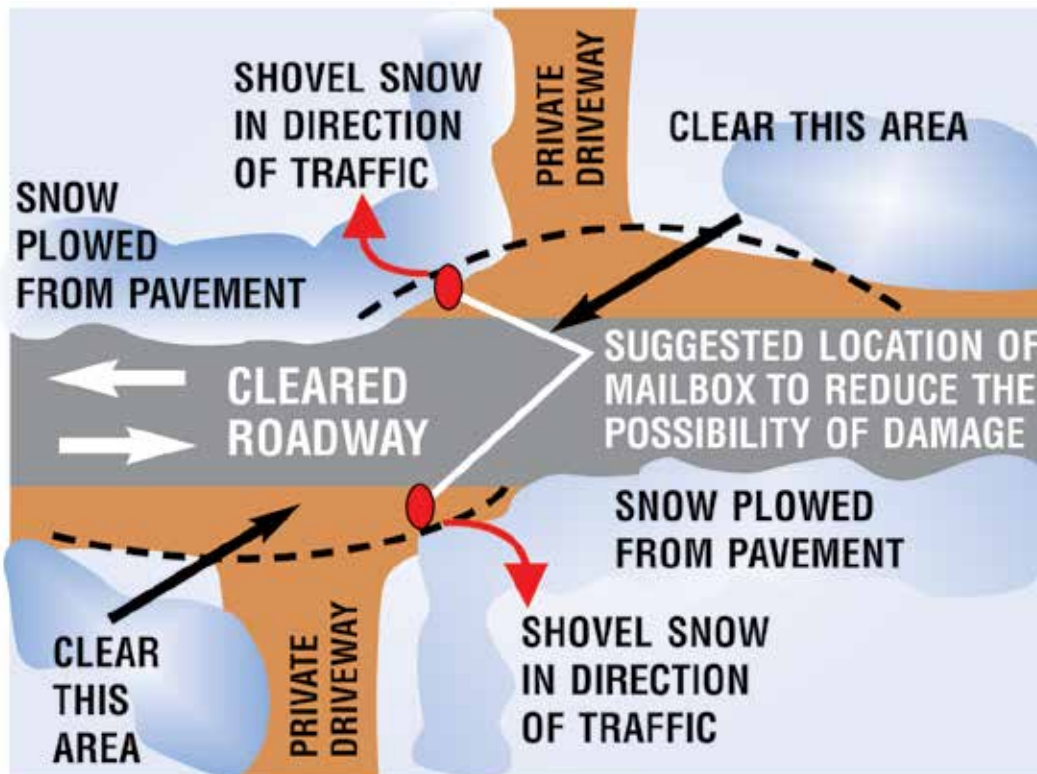 SHOVEL SNOW
IN DIRECTION
OF TRAFFIC
PRIVATE
DRIVEWAY
CLEAR THIS AREA
SNOW
PLOWED
FROM PAVEMENT
CLEARED
ROADWAY
SUGGESTED LOCATION OF
MAILBOX TO REDUCE THE
POSSIBILITY OF DAMAGE
SNOW PLOWED
FROM PAVEMENT
CLEAR
THIS
AREA
PRIVATE
DRIVEWAY
SHOVEL SNOW
IN DIRECTION
OF TRAFFIC